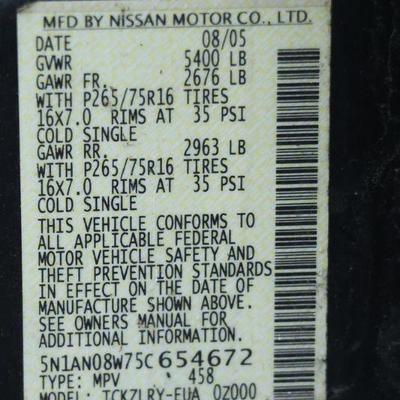 MFD BY NISSAN MOTOR CO., LTD.
DATE 08/05
GVWR 5400 LB
GAWR FR. 2676 LB
WITH P265/75R16 TIRES
16X7.0 RIMS AT 35 PSI
COLD SINGLE
GAWR RR. 2963 LB
WITH P265/75R16 TIRES
16X7.0 RIMS AT 35 PSI
COLD SINGLE
THIS VEHICLE CONFORMS TO
ALL APPLICABLE FEDERAL
MOTOR VEHICLE SAFETY AND
THEFT PREVENTION STANDARDS
IN EFFECT ON THE DATE OF
MANUFACTURE SHOWN ABOVE.
SEE OWNERS MANUAL FOR
ADDITIONAL INFORMATION.
5N1AN08W75C654672
TYPE: MPV 458
MODEL: TCKZLRY-EUA 0Z000